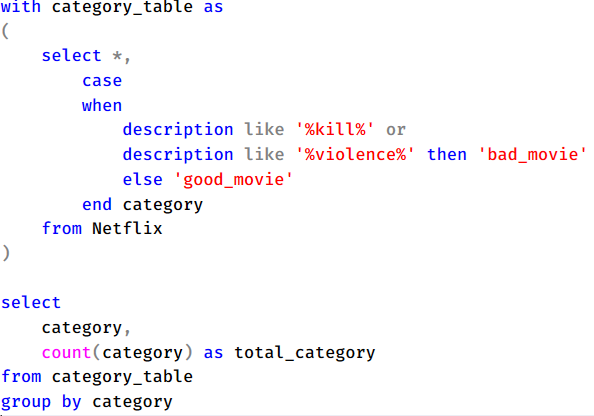 with category_table as
(
    select *,
        case
        when
            description like '%kill%' or
            description like '%violence%' then 'bad_movie'
            else 'good_movie'
        end category
    from Netflix
)

select
    category,
    count(category) as total_category
from category_table
group by category